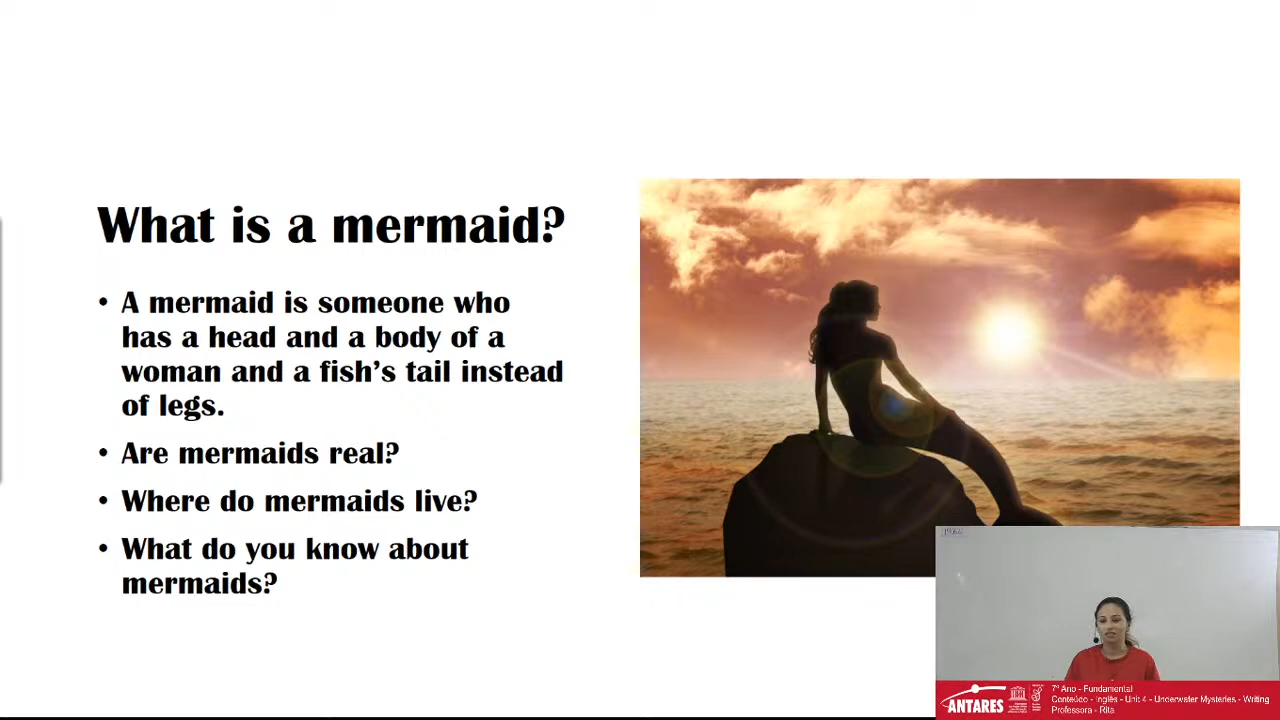 What is a mermaid?
• A mermaid is someone who
has a head and a body of a
woman and a fish's tail instead
of legs.
• Are mermaids real?
• Where do mermaids live?
• What do you know about
mermaids?
ANTARES
7º Ano - Fundamental
Conteúdo - Inglês - Unit 4 - Underwater Mysteries - Writing
Professora - Rita